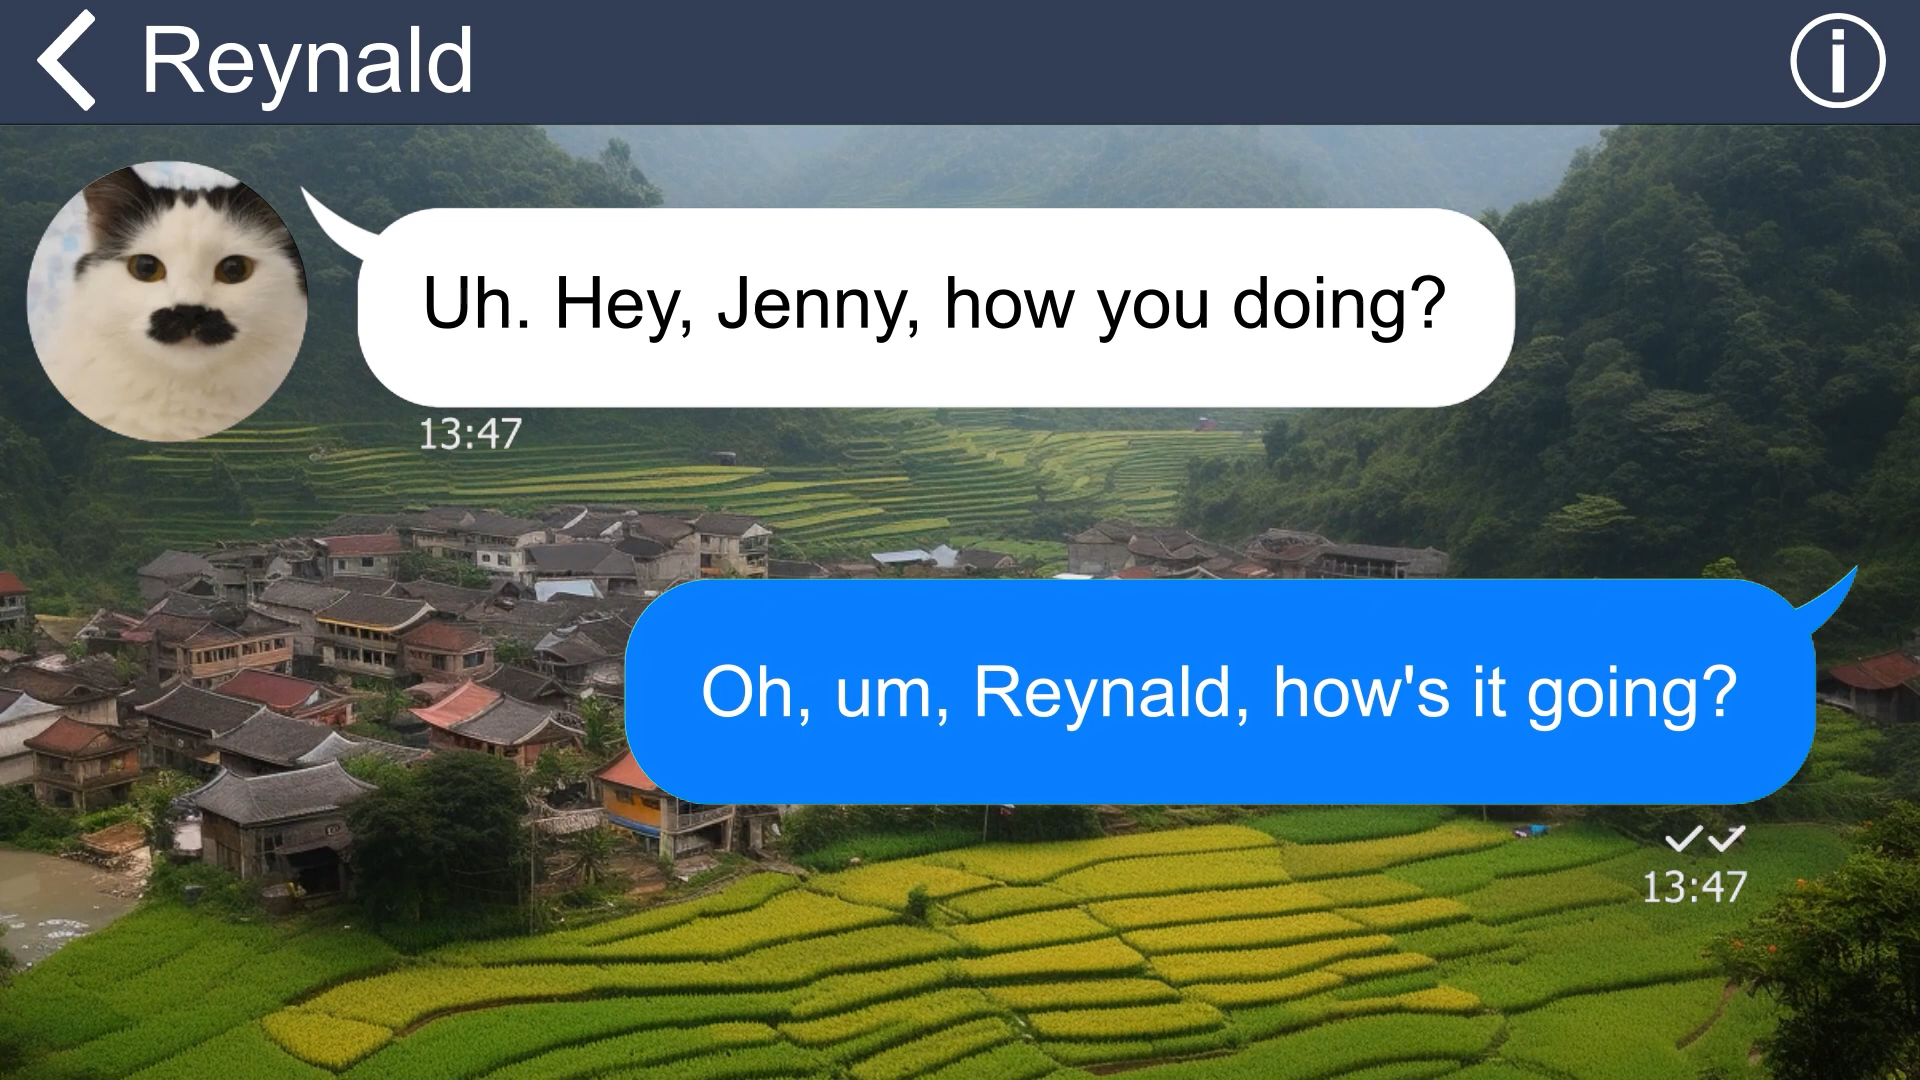 Reynald
Uh. Hey, Jenny, how you doing?
13:47
Oh, um, Reynald, how's it going?
13:47